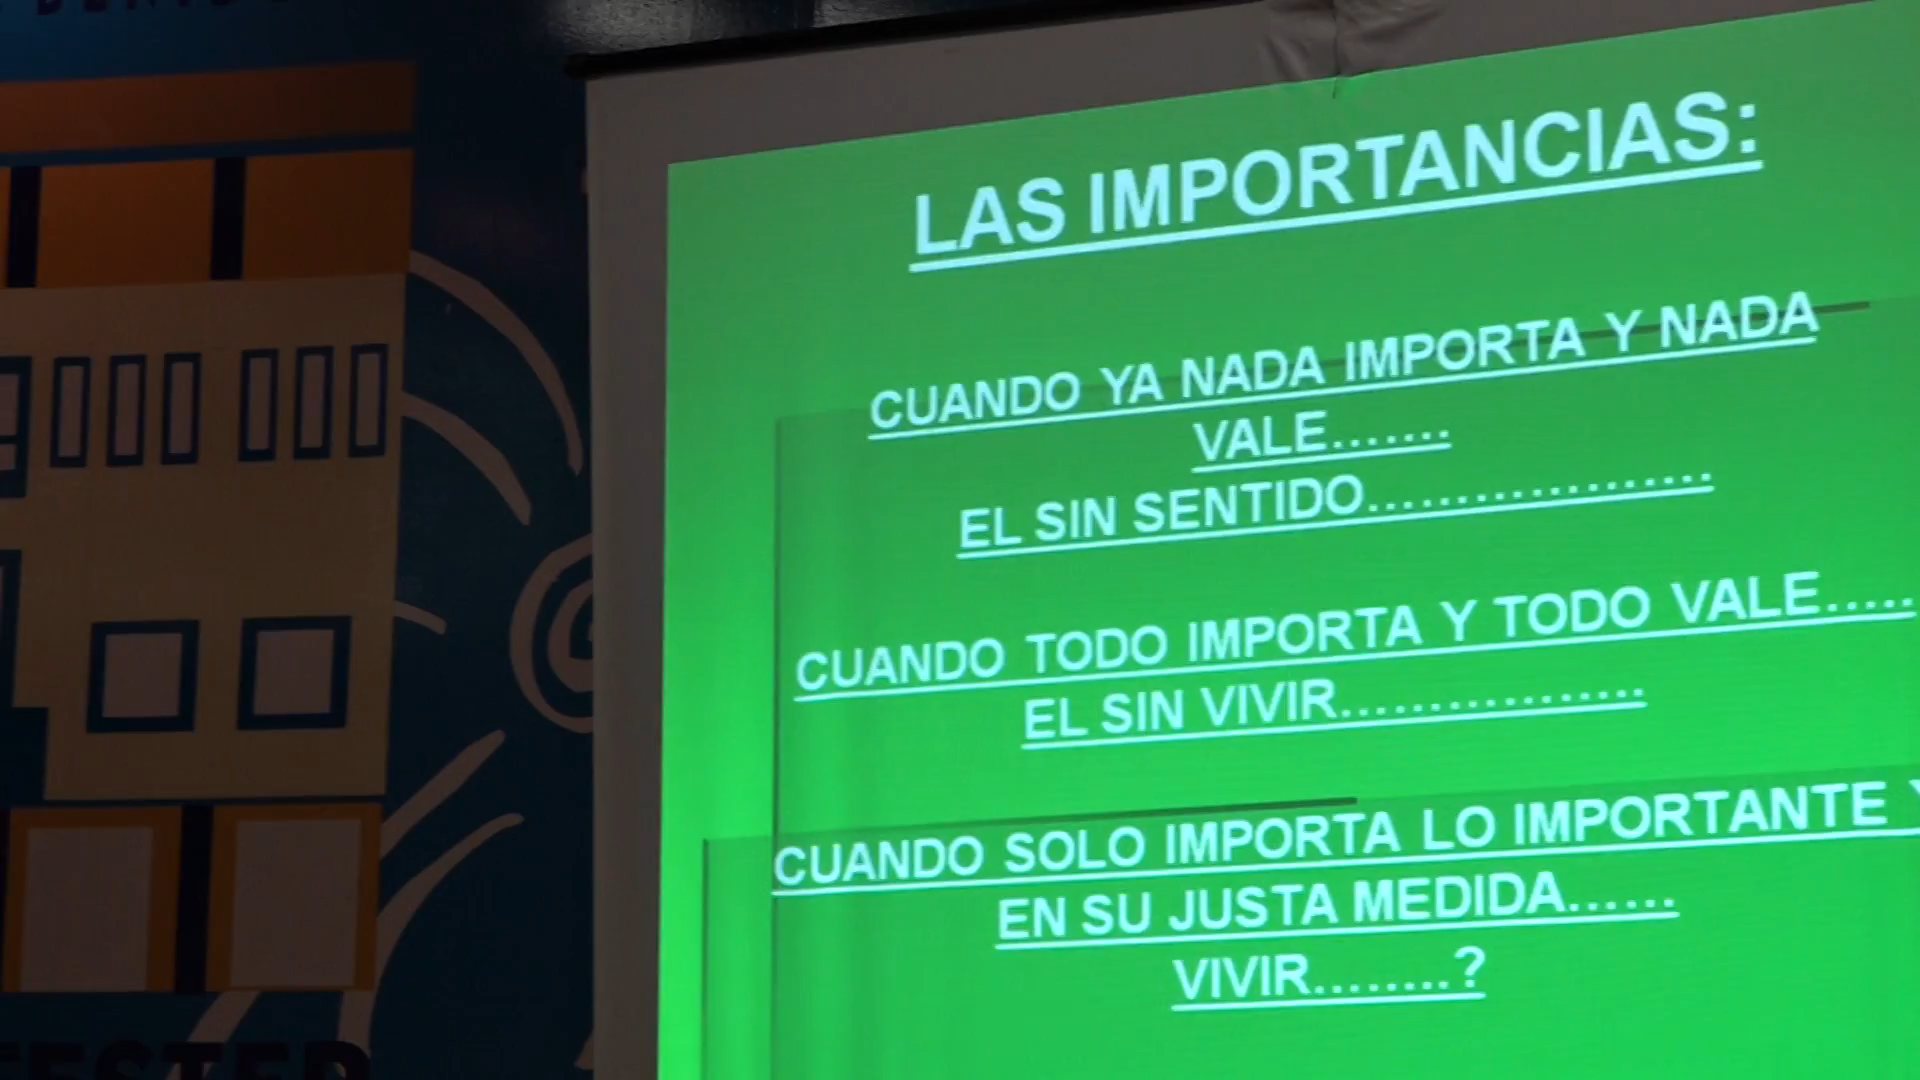 LAS IMPORTANCIAS:
CUANDO YA NADA IMPORTA Y NADA
VALE.......
EL SIN SENTIDO...................
CUANDO TODO IMPORTA Y TODO VALE.....
EL SIN VIVIR.................
CUANDO SOLO IMPORTA LO IMPORTANTE Y
EN SU JUSTA MEDIDA......
VIVIR........?